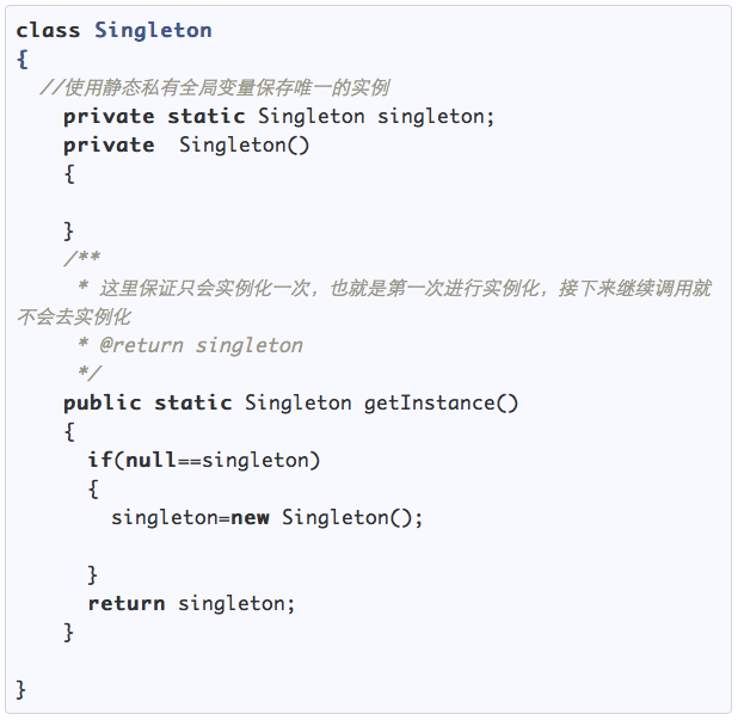 class Singleton
{
//使用静态私有全局变量保存唯一的实例
private static Singleton singleton;
private  Singleton()
{
}
/**
* 这里保证只会实例化一次，也就是第一次进行实例化，接下来继续调用就
不会去实例化
* @return singleton
*/
public static Singleton getInstance()
{
if(null==singleton)
{
singleton=new Singleton();
}
return singleton;
}
}